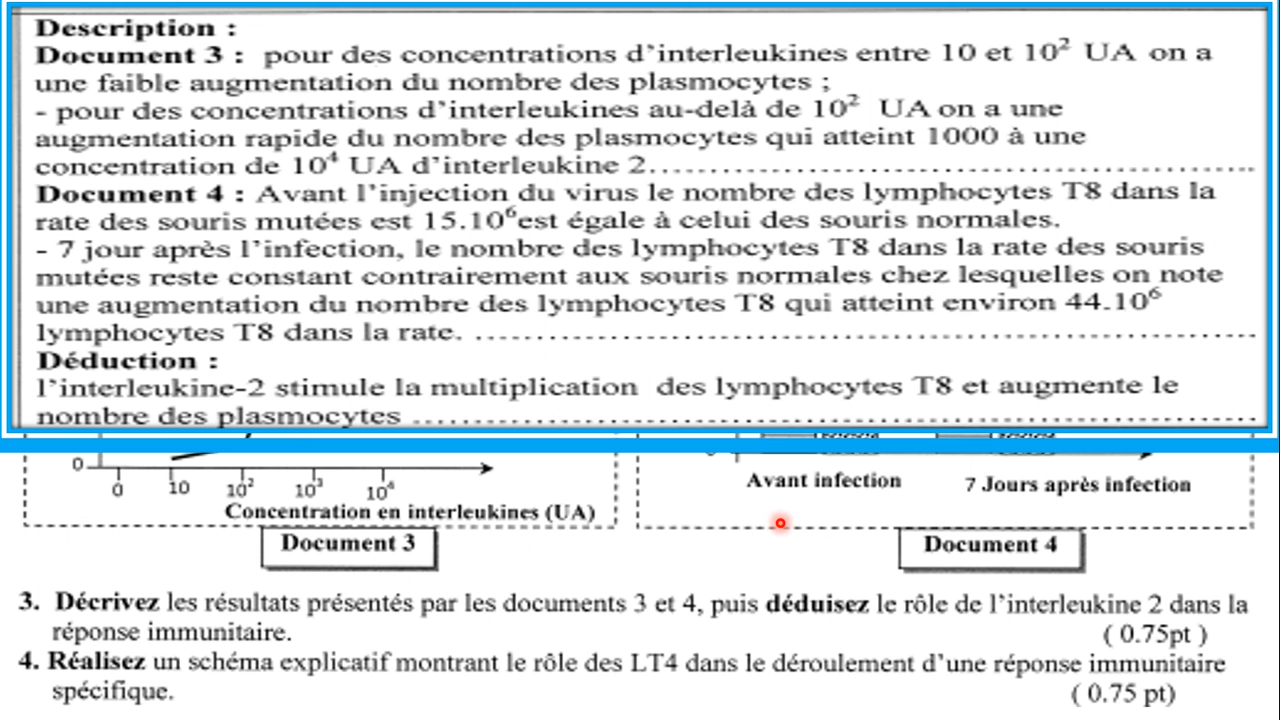 Description :
Document 3 : pour des concentrations d'interleukines entre 10 et 10² UA on a
une faible augmentation du nombre des plasmocytes ;
- pour des concentrations d'interleukines au-delà de 10² UA on a une
augmentation rapide du nombre des plasmocytes qui atteint 1000 à une
concentration de 10⁴ UA d'interleukine 2..........................................................
Document 4 : Avant l'injection du virus le nombre des lymphocytes T8 dans la
rate des souris mutées est 15.10⁶est égale à celui des souris normales.
- 7 jour après l'infection, le nombre des lymphocytes T8 dans la rate des souris
mutées reste constant contrairement aux souris normales chez lesquelles on note
une augmentation du nombre des lymphocytes T8 qui atteint environ 44.10⁶
lymphocytes T8 dans la rate. ..........................................................................
Déduction :
l'interleukine-2 stimule la multiplication des lymphocytes T8 et augmente le
nombre des plasmocytes ................................................................................
0
0 10 10² 10³ 10⁴
Concentration en interleukines (UA)
Document 3
Avant infection 7 Jours après infection
Document 4
3. Décrivez les résultats présentés par les documents 3 et 4, puis déduisez le rôle de l'interleukine 2 dans la
réponse immunitaire. ( 0.75pt )
4. Réalisez un schéma explicatif montrant le rôle des LT4 dans le déroulement d'une réponse immunitaire
spécifique. ( 0.75 pt)